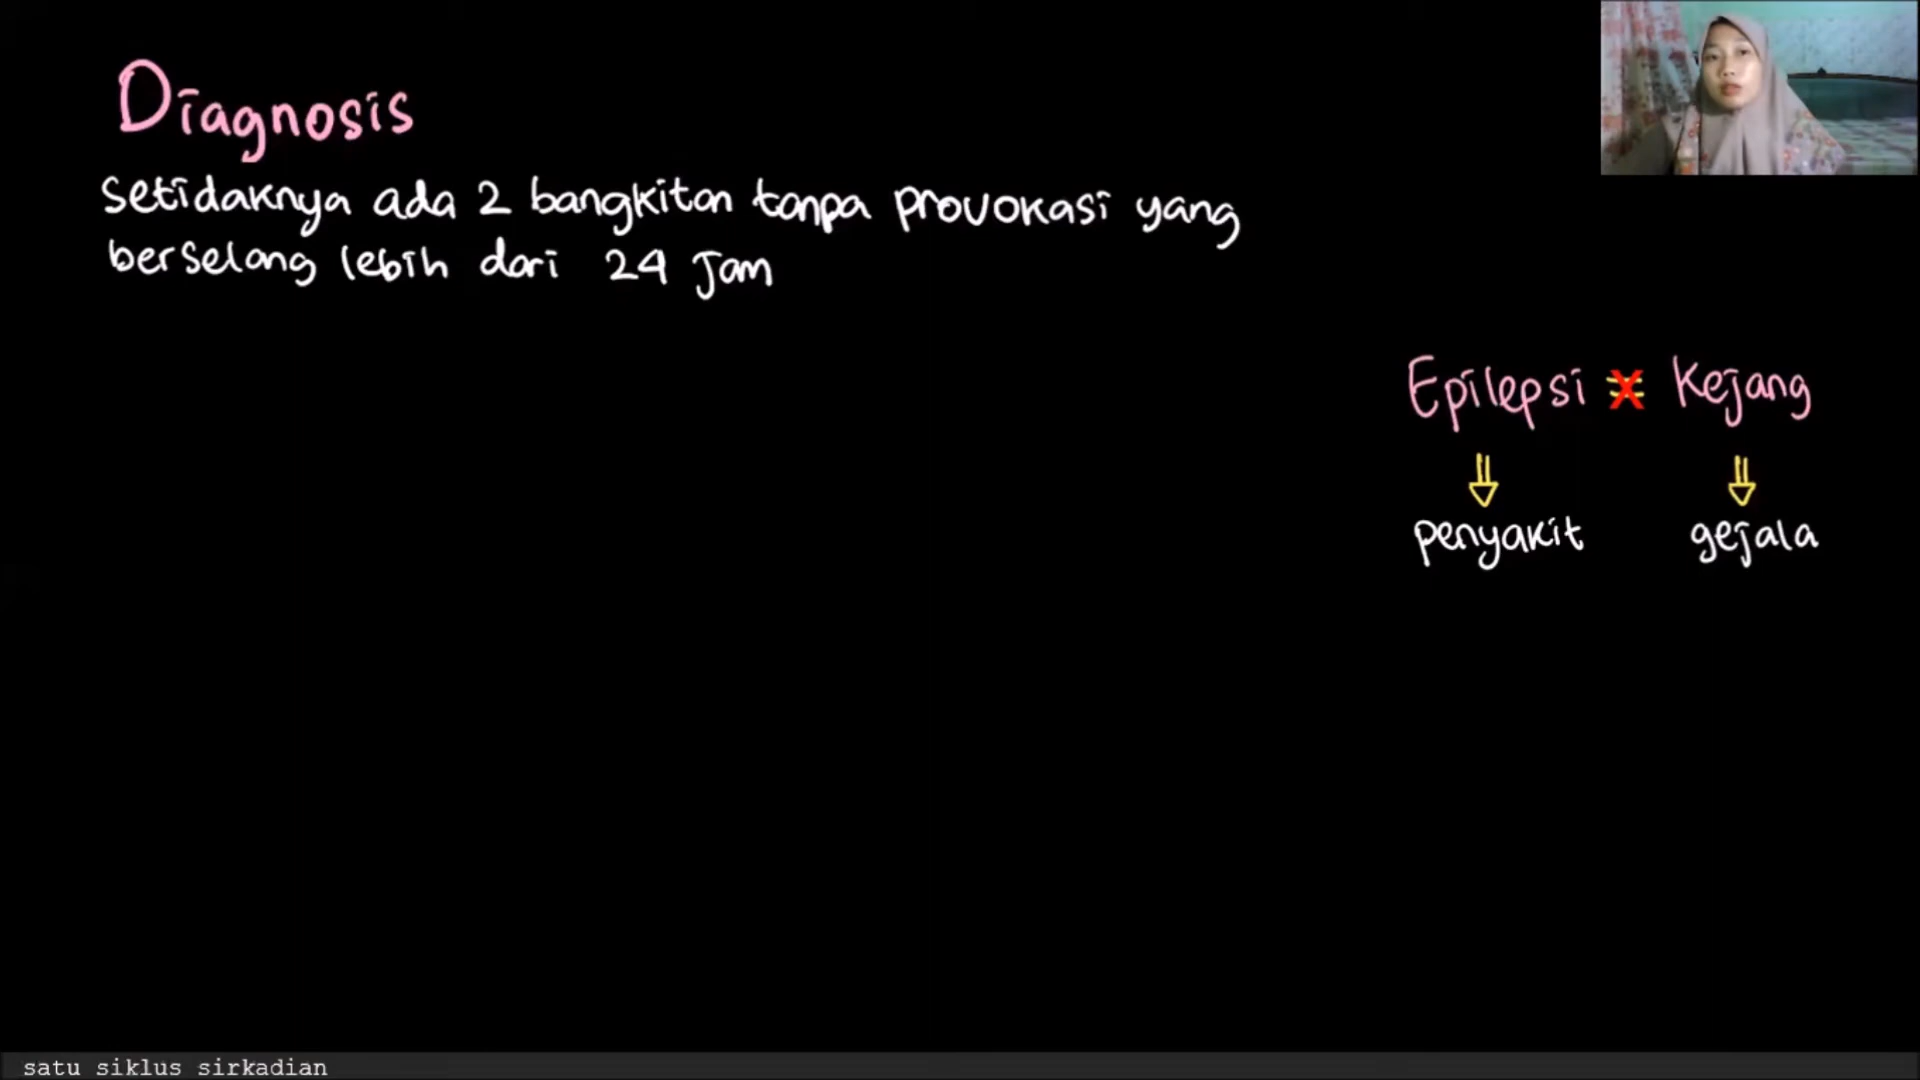 Diagnosis
setidaknya ada 2 bangkitan tanpa provokasi yang
berselang lebih dari 24 jam
Epilepsi = Kejang
penyakit gejala
satu siklus sirkadian